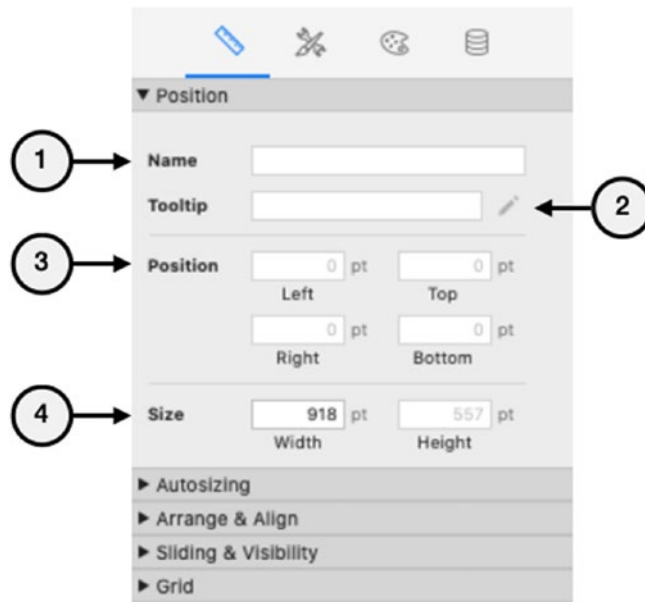 Position
1
Name
Tooltip
2
3
Position
0 pt 0 pt
Left Top
0 pt 0 pt
Right Bottom
4
Size
918 pt 557 pt
Width Height
Autosizing
Arrange & Align
Sliding & Visibility
Grid